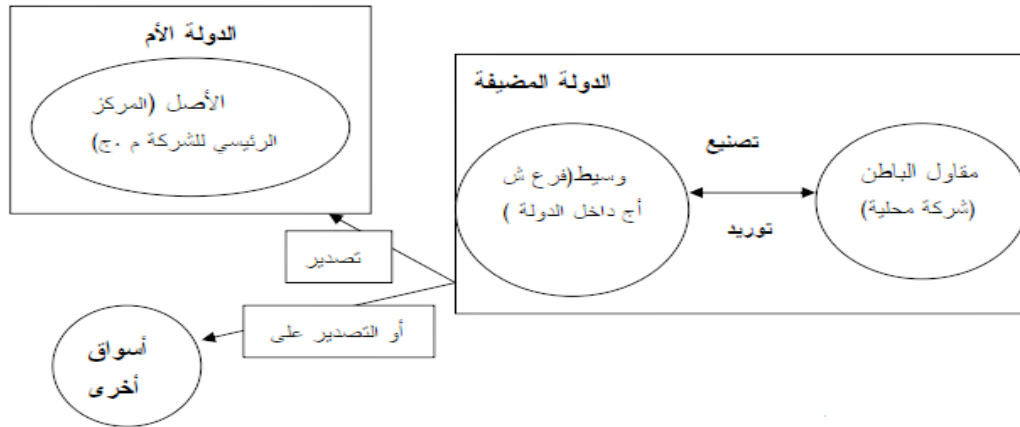 الدولة الأم
الأصل (المركز
الرئيسي للشركة م .ج)
الدولة المضيفة
وسيط(فرع ش
أج داخل الدولة )
تصنيع
توريد
مقاول الباطن
(شركة محلية)
تصدير
أو التصدير على
أسواق
أخرى